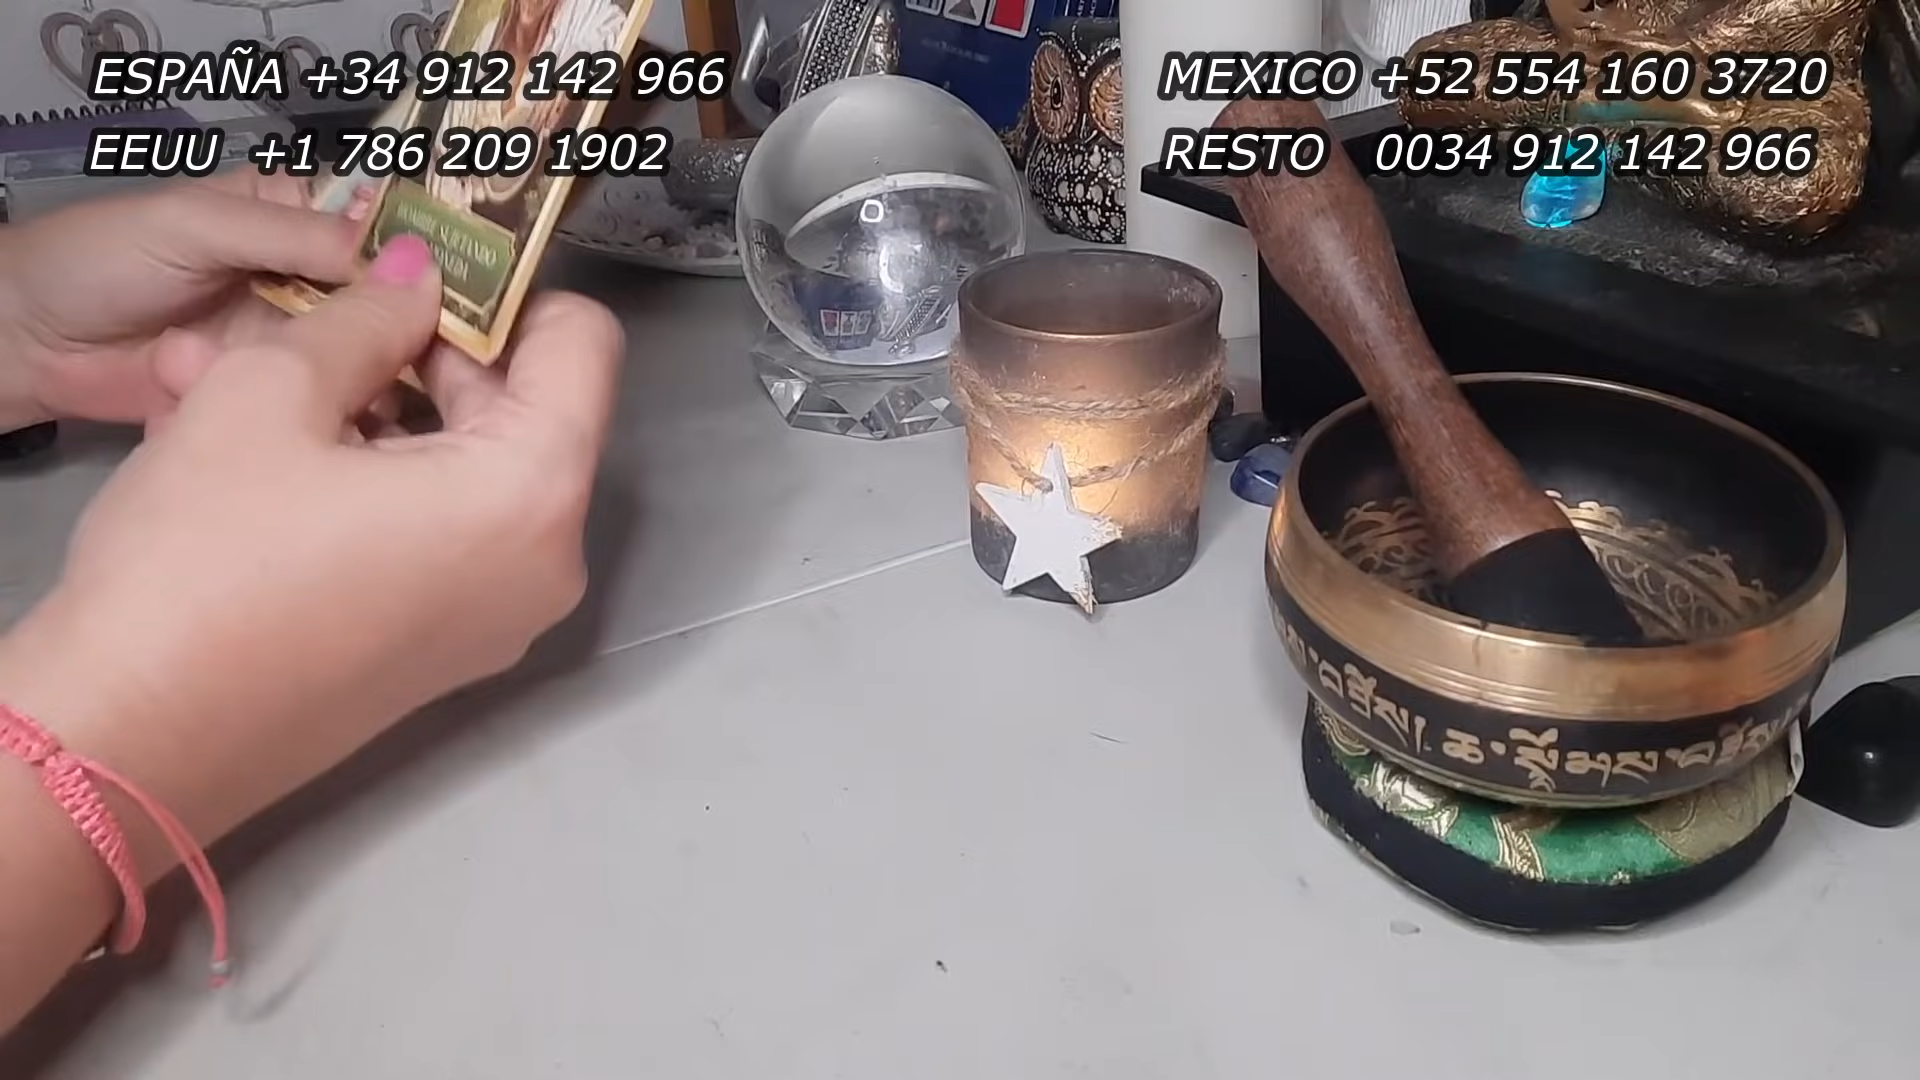 ESPAÑA +34 912 142 966
EEUU +1 786 209 1902
MEXICO +52 554 160 3720
RESTO 0034 912 142 966
HOMBRE